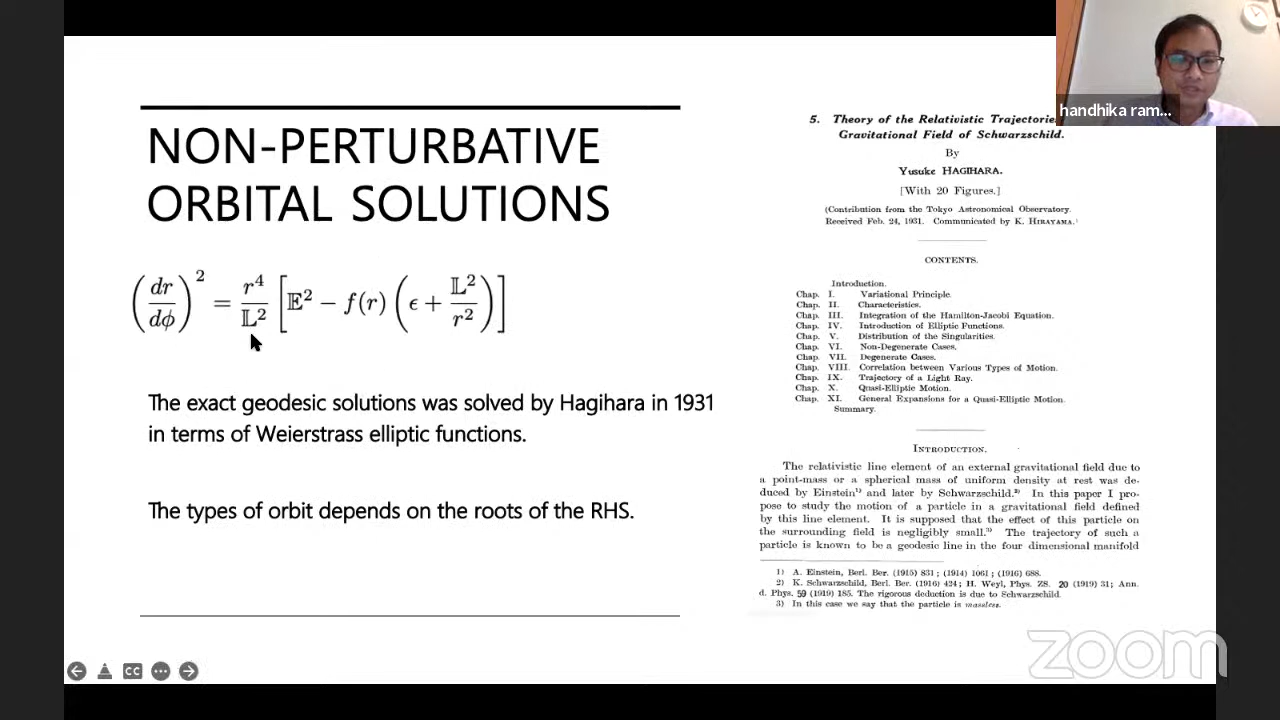 NON-PERTURBATIVE
ORBITAL SOLUTIONS
(dr/dϕ)² = r⁴/𝕃² [𝔼² − f(r) (ϵ + 𝕃²/r²)]
The exact geodesic solutions was solved by Hagihara in 1931
in terms of Weierstrass elliptic functions.
The types of orbit depends on the roots of the RHS.
5. Theory of the Relativistic Trajectorie
Gravitational Field of Schwarzschild.
By
Yusuke HAGIHARA.
[With 20 Figures.]
(Contribution from the Tokyo Astronomical Observatory.
Received Feb. 24, 1931. Communicated by K. HIRAYAMA.)
CONTENTS.
Introduction.
Chap. I. Variational Principle.
Chap. II. Characteristics.
Chap. III. Integration of the Hamilton-Jacobi Equation.
Chap. IV. Introduction of Elliptic Functions.
Chap. V. Distribution of the Singularities.
Chap. VI. Non-Degenerate Cases.
Chap. VII. Degenerate Cases.
Chap. VIII. Correlation between Various Types of Motion.
Chap. IX. Trajectory of a Light Ray.
Chap. X. Quasi-Elliptic Motion.
Chap. XI. General Expansions for a Quasi-Elliptic Motion.
Summary.
INTRODUCTION.
The relativistic line element of an external gravitational field due to
a point-mass or a spherical mass of uniform density at rest was de-
duced by Einstein¹⁾ and later by Schwarzschild.²⁾ In this paper I pro-
pose to study the motion of a particle in a gravitational field defined
by this line element. It is supposed that the effect of this particle on
the surrounding field is negligibly small.³⁾ The trajectory of such a
particle is known to be a geodesic line in the four dimensional manifold
1) A. Einstein, Berl. Ber. (1915) 831; (1914) 1061; (1916) 688.
2) K. Schwarzschild, Berl. Ber. (1916) 424; H. Weyl, Phys. ZS. 20 (1919) 31; Ann.
d. Phys. 59 (1919) 185. The rigorous deduction is due to Schwarzschild.
3) In this case we say that the particle is massless.
handhika ram...
CC
zoom